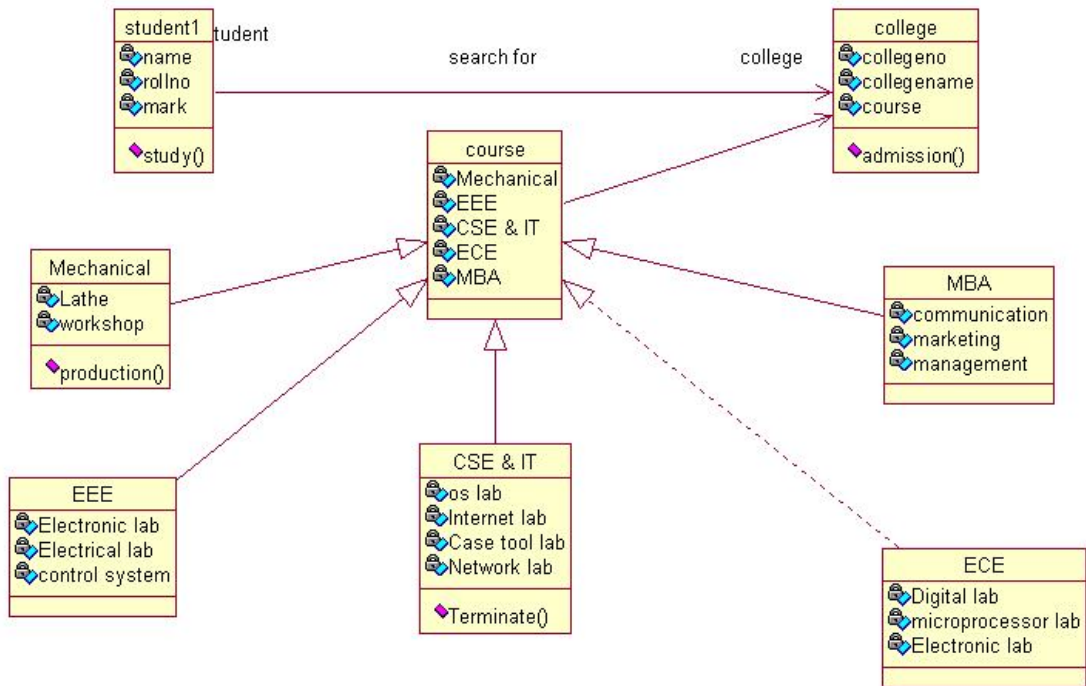 student1
tudent
name
rollno
mark
study()
search for
college
college
collegeno
collegename
course
admission()
course
Mechanical
EEE
CSE & IT
ECE
MBA
Mechanical
Lathe
workshop
production()
MBA
communication
marketing
management
EEE
Electronic lab
Electrical lab
control system
CSE & IT
os lab
Internet lab
Case tool lab
Network lab
Terminate()
ECE
Digital lab
microprocessor lab
Electronic lab